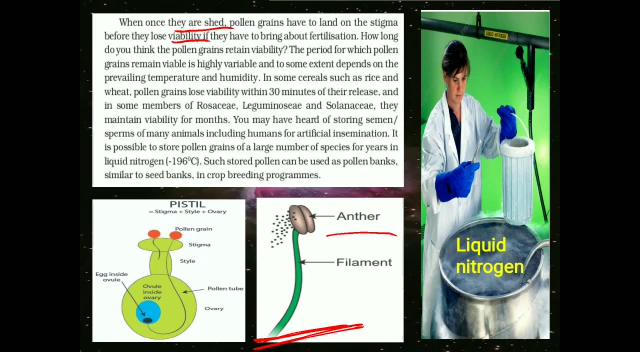 When once they are shed, pollen grains have to land on the stigma
before they lose viability if they have to bring about fertilisation. How long
do you think the pollen grains retain viability? The period for which pollen
grains remain viable is highly variable and to some extent depends on the
prevailing temperature and humidity. In some cereals such as rice and
wheat, pollen grains lose viability within 30 minutes of their release, and
in some members of Rosaceae, Leguminoseae and Solanaceae, they
maintain viability for months. You may have heard of storing semen/
sperms of many animals including humans for artificial insemination. It
is possible to store pollen grains of a large number of species for years in
liquid nitrogen (-196⁰C). Such stored pollen can be used as pollen banks,
similar to seed banks, in crop breeding programmes.
PISTIL
= Stigma + Style + Ovary
Pollen grain
Stigma
Style
Egg inside
ovule
Ovule
inside
ovary
Pollen tube
Ovary
Anther
Filament
Liquid
nitrogen